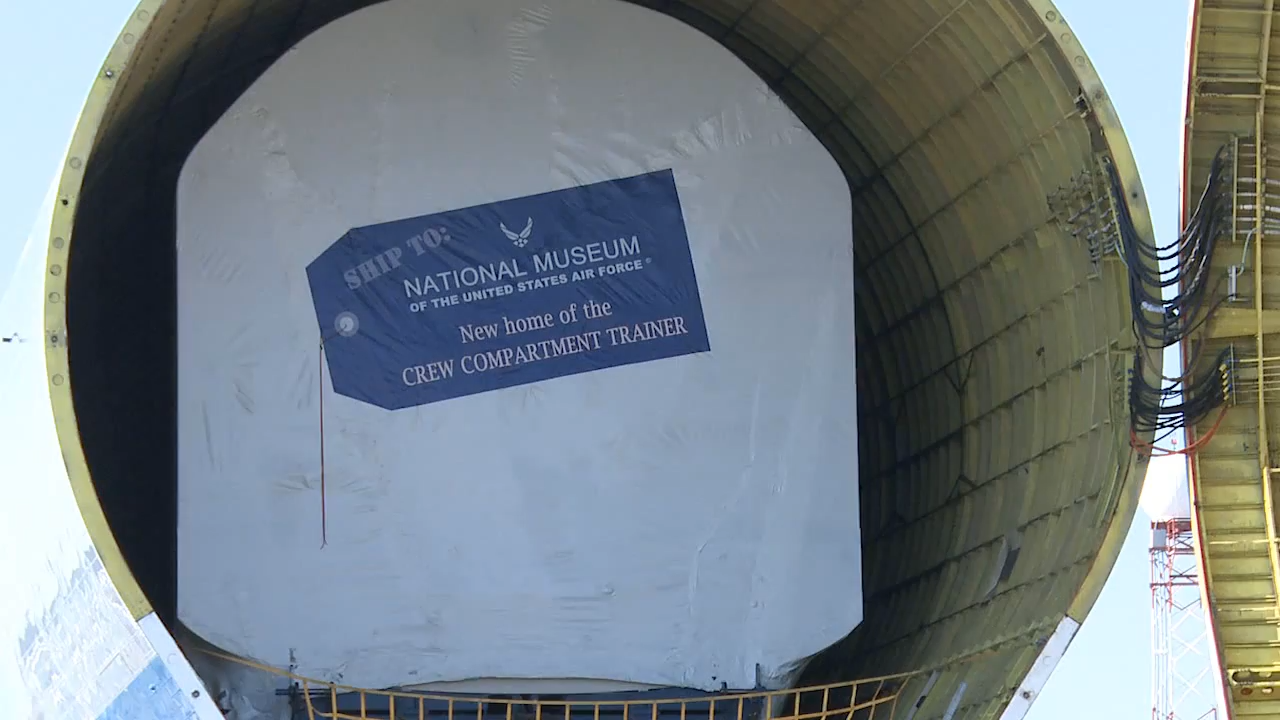 SHIP TO:
NATIONAL MUSEUM
OF THE UNITED STATES AIR FORCE®
New home of the
CREW COMPARTMENT TRAINER